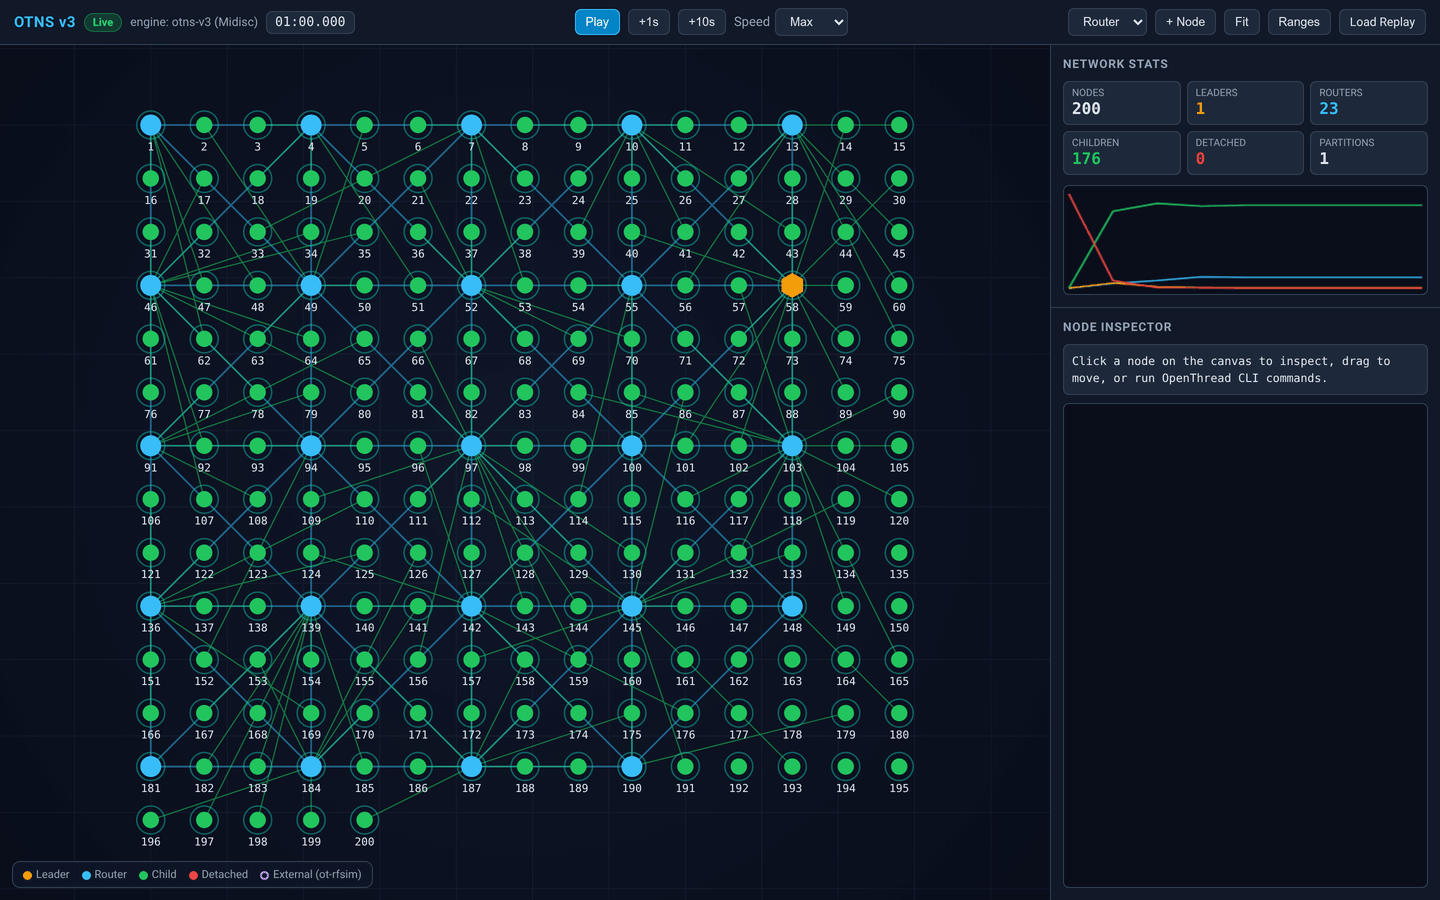 OTNS v3 Live engine: otns-v3 (Midisc) 01:00.000 Play +1s +10s Speed Max Router + Node Fit Ranges Load Replay
NETWORK STATS
NODES LEADERS ROUTERS
200 1 23
CHILDREN DETACHED PARTITIONS
176 0 1
NODE INSPECTOR
Click a node on the canvas to inspect, drag to
move, or run OpenThread CLI commands.
1 2 3 4 5 6 7 8 9 10 11 12 13 14 15
16 17 18 19 20 21 22 23 24 25 26 27 28 29 30
31 32 33 34 35 36 37 38 39 40 41 42 43 44 45
46 47 48 49 50 51 52 53 54 55 56 57 58 59 60
61 62 63 64 65 66 67 68 69 70 71 72 73 74 75
76 77 78 79 80 81 82 83 84 85 86 87 88 89 90
91 92 93 94 95 96 97 98 99 100 101 102 103 104 105
106 107 108 109 110 111 112 113 114 115 116 117 118 119 120
121 122 123 124 125 126 127 128 129 130 131 132 133 134 135
136 137 138 139 140 141 142 143 144 145 146 147 148 149 150
151 152 153 154 155 156 157 158 159 160 161 162 163 164 165
166 167 168 169 170 171 172 173 174 175 176 177 178 179 180
181 182 183 184 185 186 187 188 189 190 191 192 193 194 195
196 197 198 199 200
Leader Router Child Detached External (ot-rfsim)